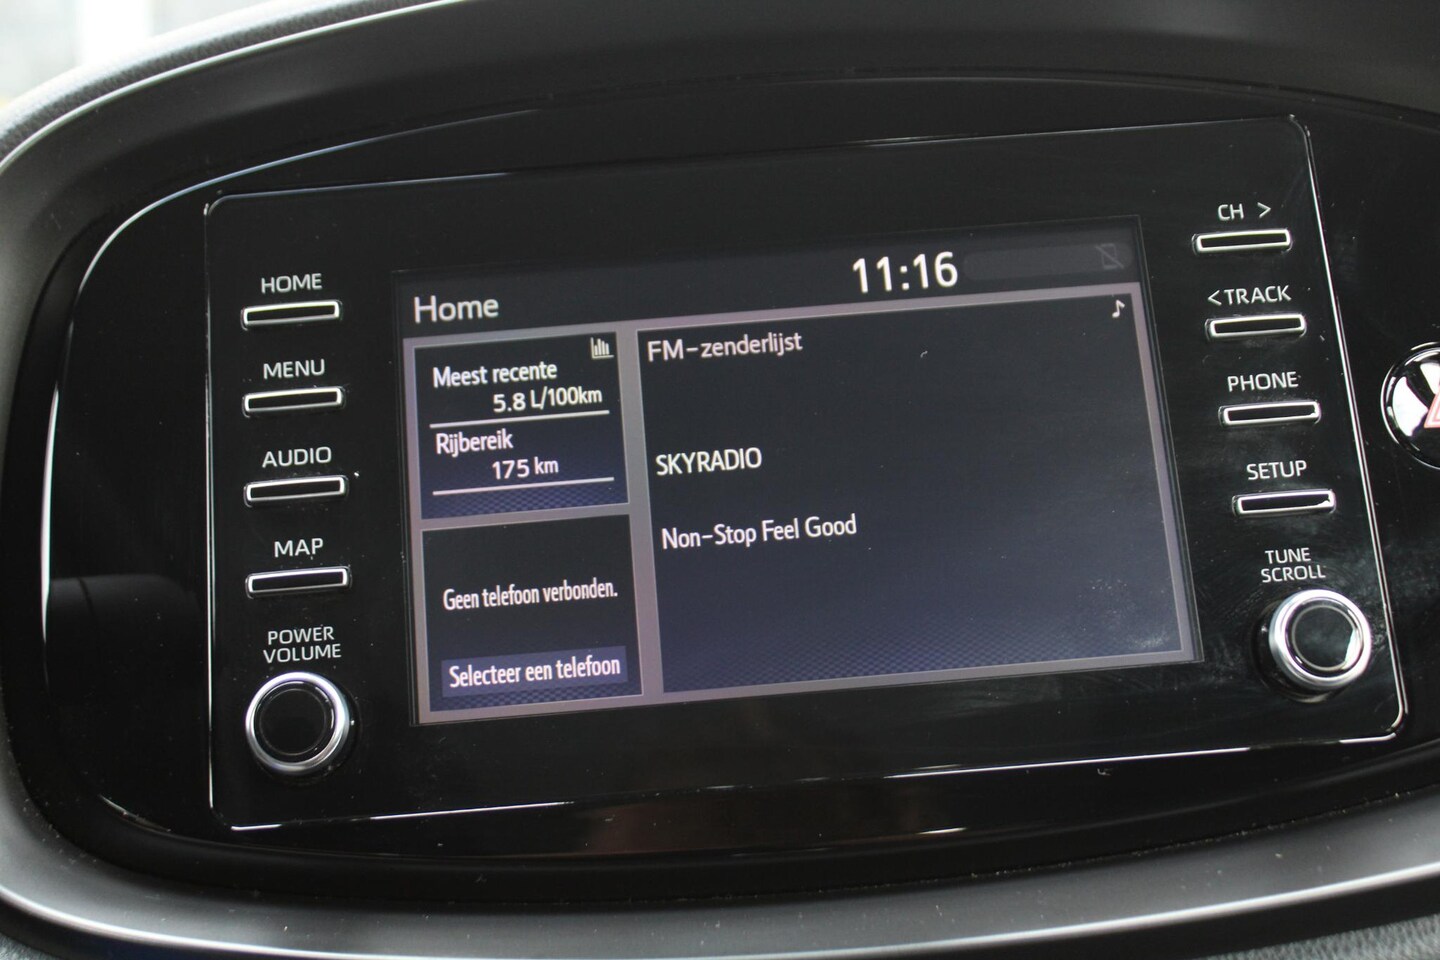 HOME
MENU
AUDIO
MAP
POWER
VOLUME
Home
11:16
Meest recente
5.8 L/100km
Rijbereik
175 km
Geen telefoon verbonden.
Selecteer een telefoon
FM-zenderlijst
SKYRADIO
Non-Stop Feel Good
CH >
<TRACK
PHONE
SETUP
TUNE
SCROLL